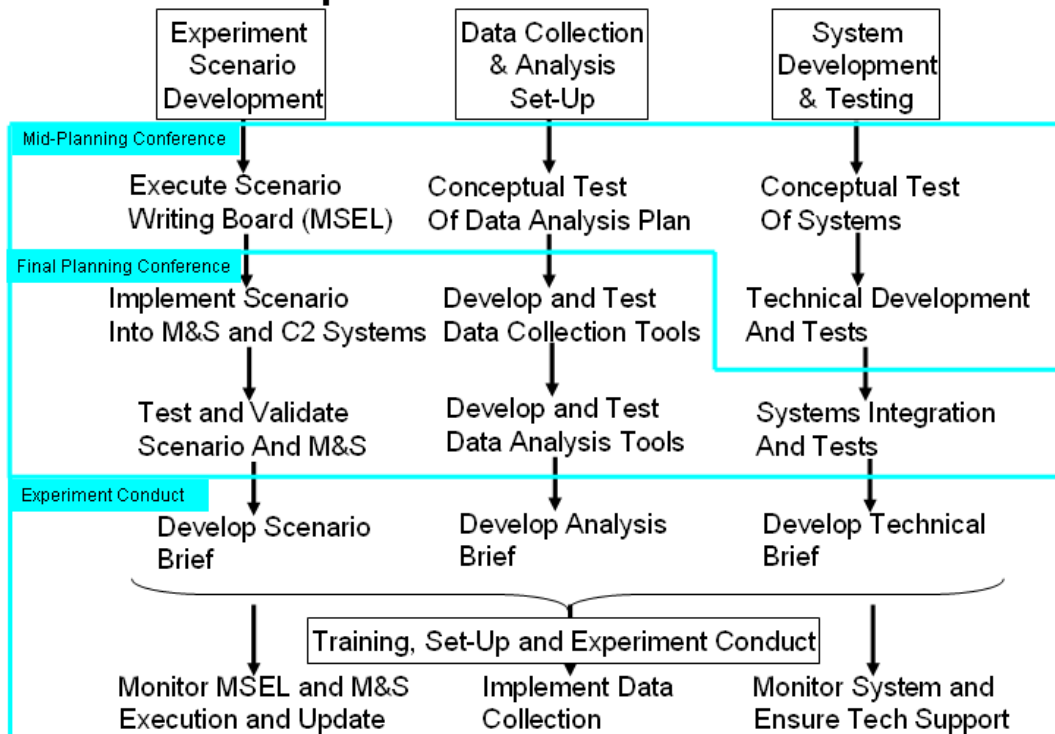 Experiment
Scenario
Development
Data Collection
& Analysis
Set-Up
System
Development
& Testing
Mid-Planning Conference
Execute Scenario
Writing Board (MSEL)
Conceptual Test
Of Data Analysis Plan
Conceptual Test
Of Systems
Final Planning Conference
Implement Scenario
Into M&S and C2 Systems
Develop and Test
Data Collection Tools
Technical Development
And Tests
Test and Validate
Scenario And M&S
Develop and Test
Data Analysis Tools
Systems Integration
And Tests
Experiment Conduct
Develop Scenario
Brief
Develop Analysis
Brief
Develop Technical
Brief
Training, Set-Up and Experiment Conduct
Monitor MSEL and M&S
Execution and Update
Implement Data
Collection
Monitor System and
Ensure Tech Support